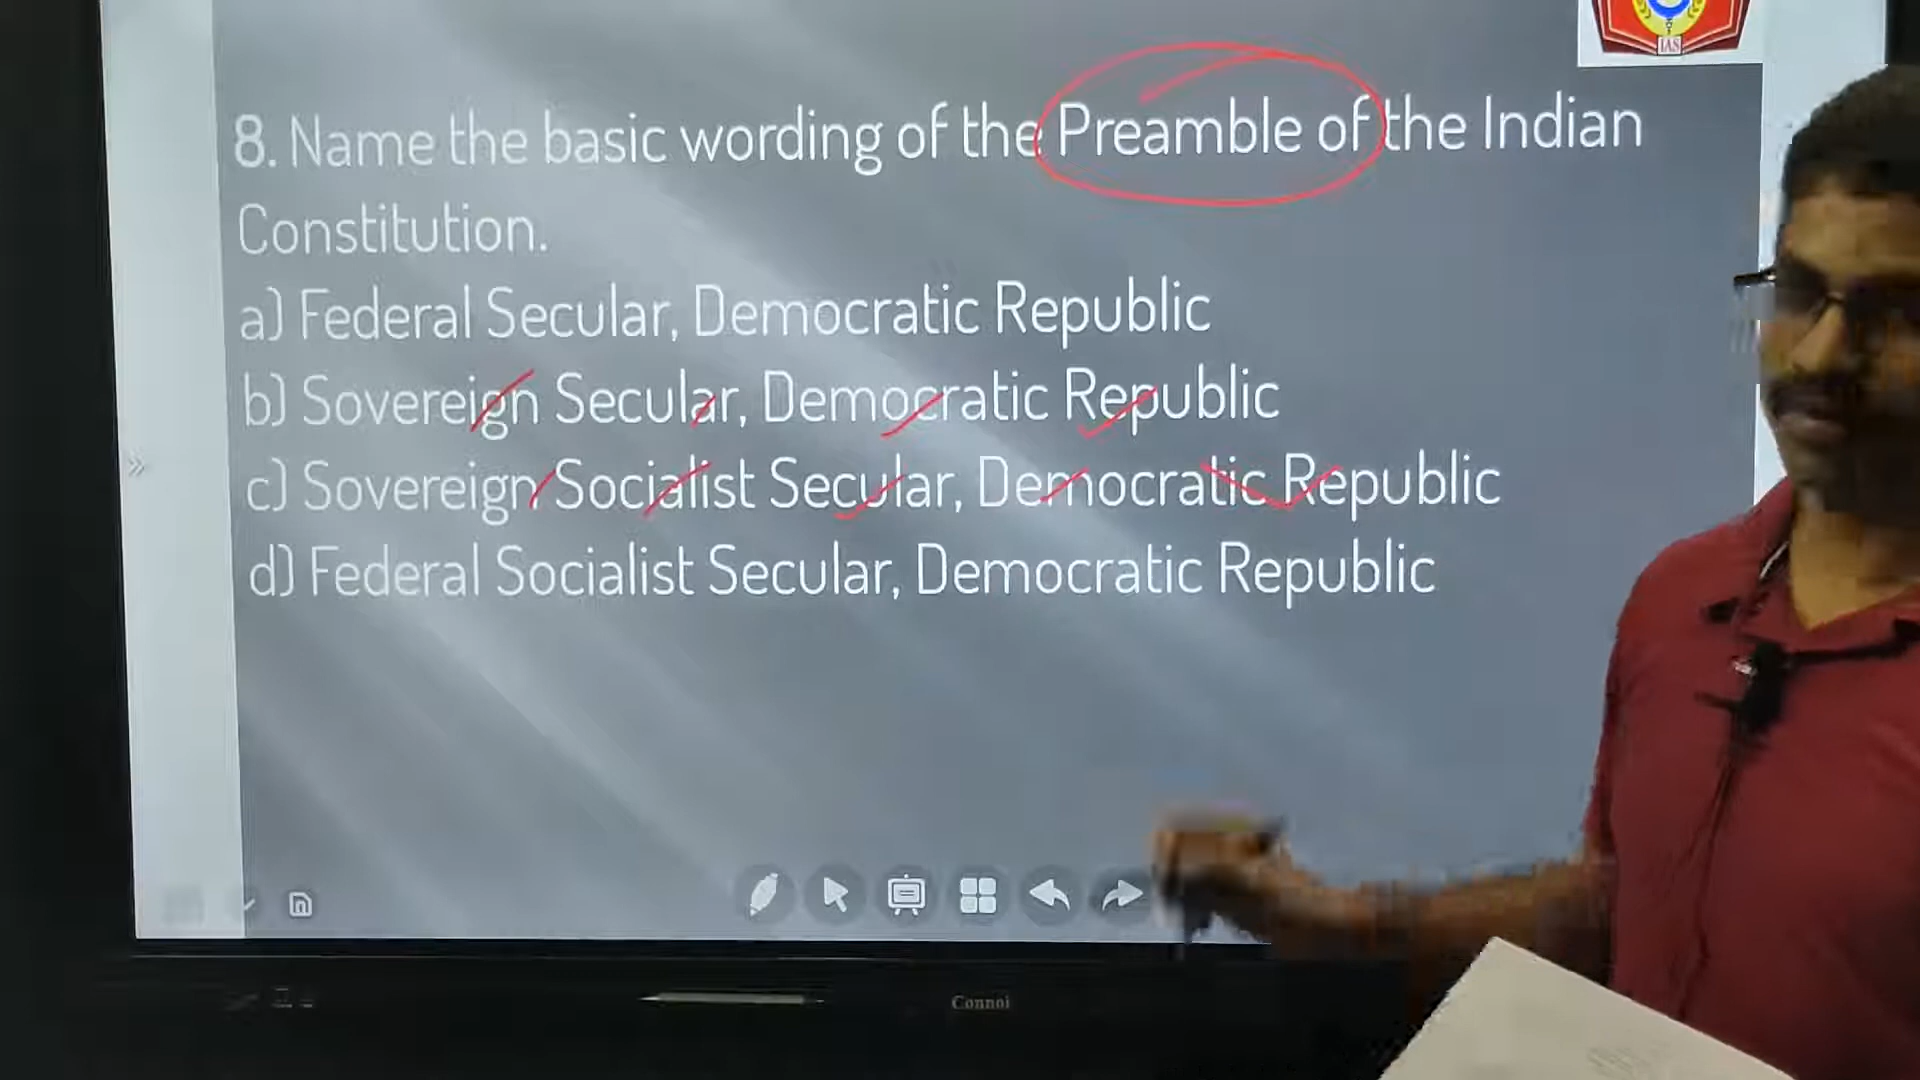 IAS
8. Name the basic wording of the Preamble of the Indian
Constitution.
a) Federal Secular, Democratic Republic
b) Sovereign Secular, Democratic Republic
c) Sovereign Socialist Secular, Democratic Republic
d) Federal Socialist Secular, Democratic Republic
Connoi